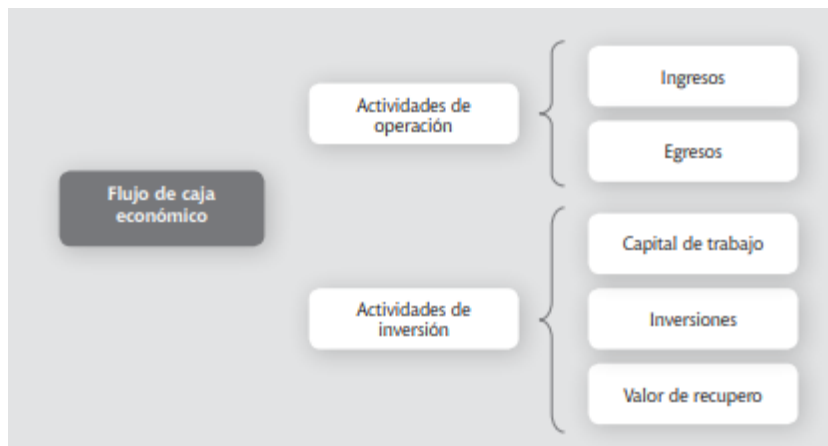 Flujo de caja
económico
Actividades de
operación
Ingresos
Egresos
Actividades de
inversión
Capital de trabajo
Inversiones
Valor de recupero